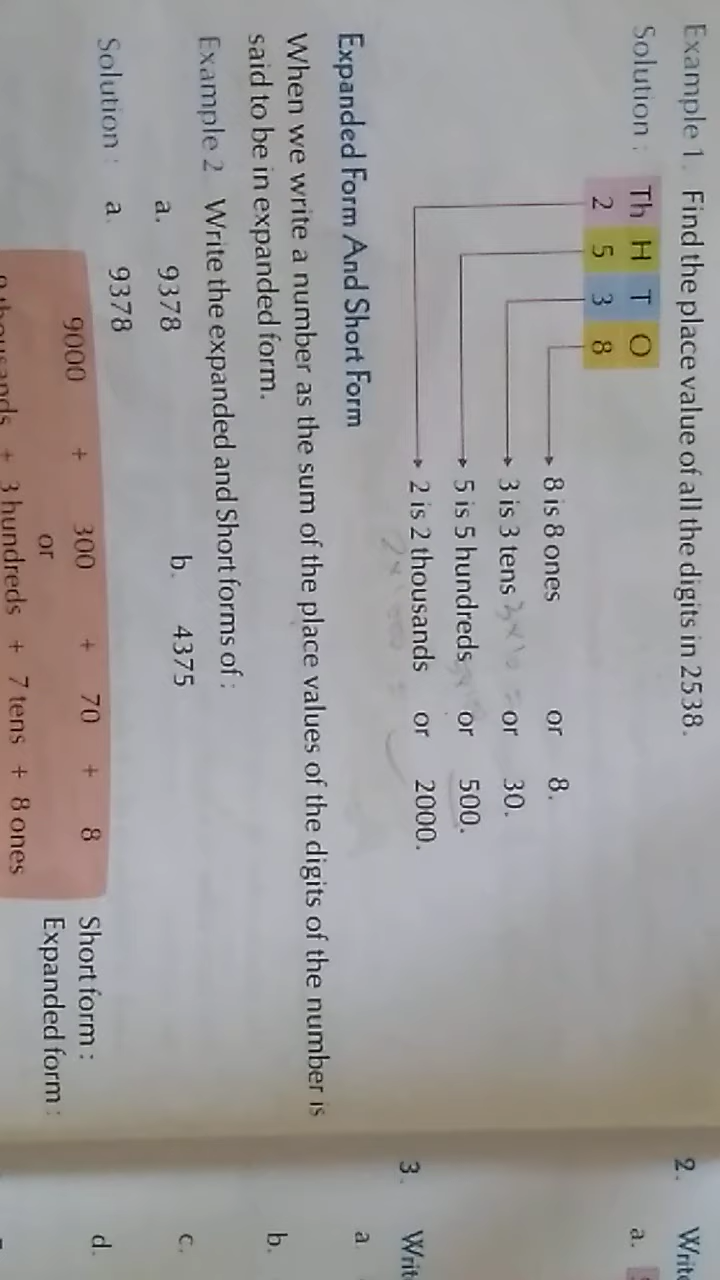 Example 1. Find the place value of all the digits in 2538.
Solution : Th H T O
2 5 3 8
8 is 8 ones or 8.
3 is 3 tens or 30.
5 is 5 hundreds or 500.
2 is 2 thousands or 2000.
Expanded Form And Short Form
When we write a number as the sum of the place values of the digits of the number is
said to be in expanded form.
Example 2 Write the expanded and Short forms of :
a. 9378 b. 4375
Solution : a. 9378
9000 + 300 + 70 + 8 Short form :
or Expanded form :
thousands + 3 hundreds + 7 tens + 8 ones
2. Writ
a.
3. Writ
a.
b.
c.
d.